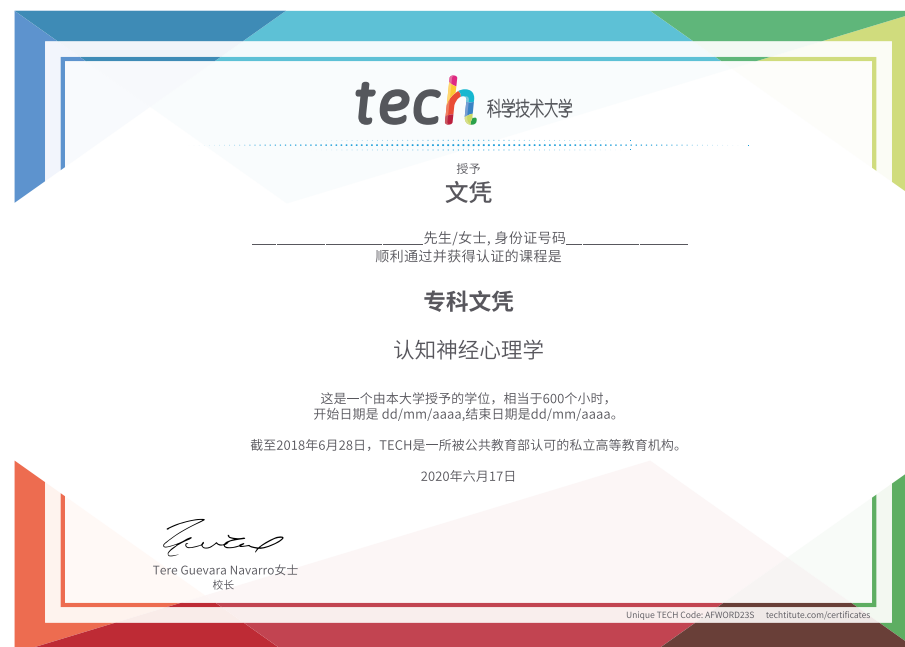 tech 科学技术大学
授予
文凭
______________________先生/女士, 身份证号码________________
顺利通过并获得认证的课程是
专科文凭
认知神经心理学
这是一个由本大学授予的学位，相当于600个小时，
开始日期是 dd/mm/aaaa,结束日期是dd/mm/aaaa。
截至2018年6月28日，TECH是一所被公共教育部认可的私立高等教育机构。
2020年六月17日
Tere Guevara Navarro女士
校长
Unique TECH Code: AFWORD23S techtitute.com/certificates